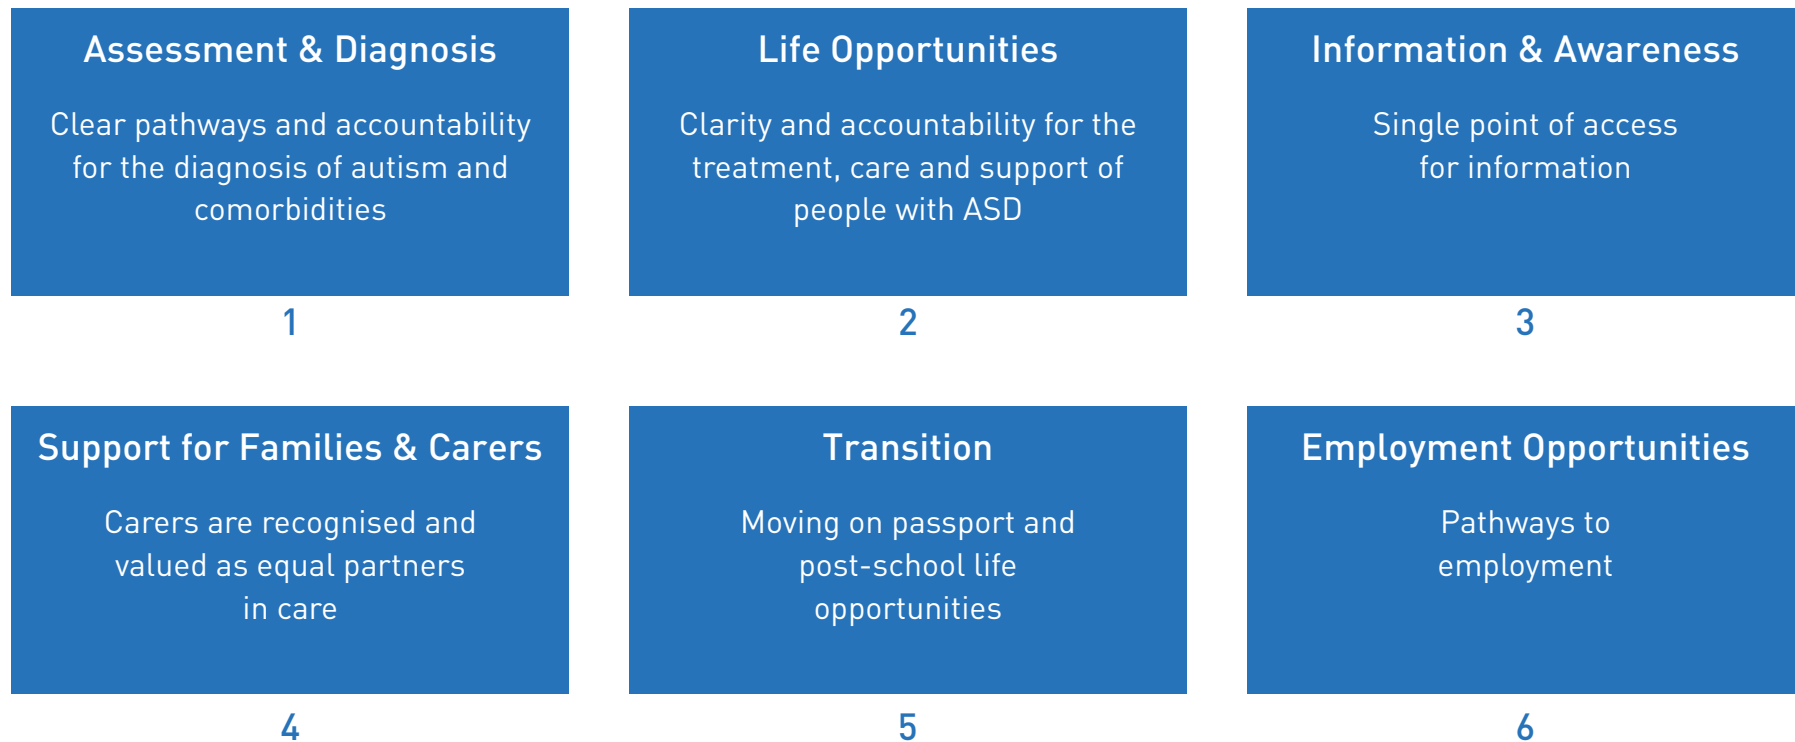 Assessment & Diagnosis
Clear pathways and accountability
for the diagnosis of autism and
comorbidities
1
Life Opportunities
Clarity and accountability for the
treatment, care and support of
people with ASD
2
Information & Awareness
Single point of access
for information
3
Support for Families & Carers
Carers are recognised and
valued as equal partners
in care
4
Transition
Moving on passport and
post-school life
opportunities
5
Employment Opportunities
Pathways to
employment
6